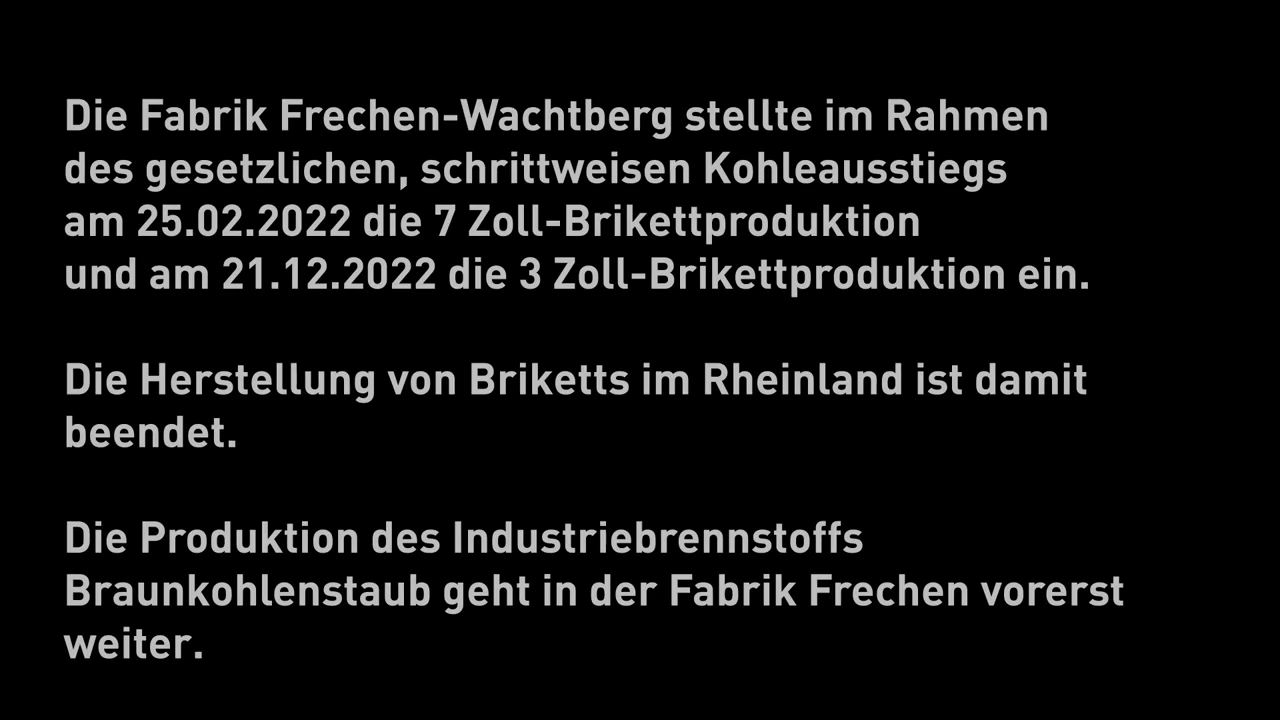 Die Fabrik Frechen-Wachtberg stellte im Rahmen
des gesetzlichen, schrittweisen Kohleausstiegs
am 25.02.2022 die 7 Zoll-Brikettproduktion
und am 21.12.2022 die 3 Zoll-Brikettproduktion ein.
Die Herstellung von Briketts im Rheinland ist damit
beendet.
Die Produktion des Industriebrennstoffs
Braunkohlenstaub geht in der Fabrik Frechen vorerst
weiter.